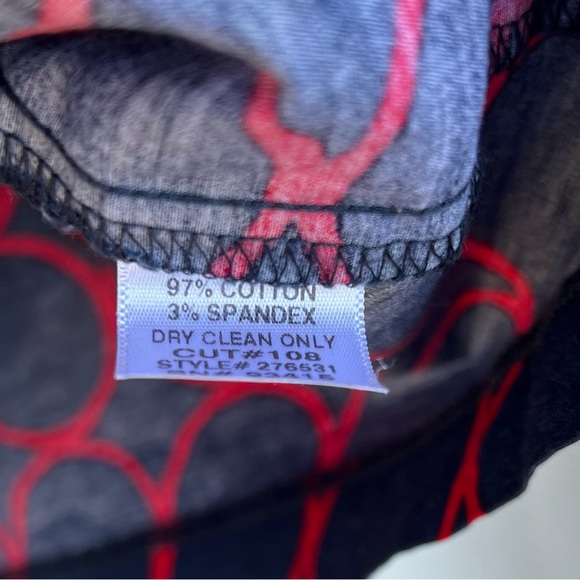 97% COTTON
3% SPANDEX
DRY CLEAN ONLY
CUT#108
STYLE# 276531